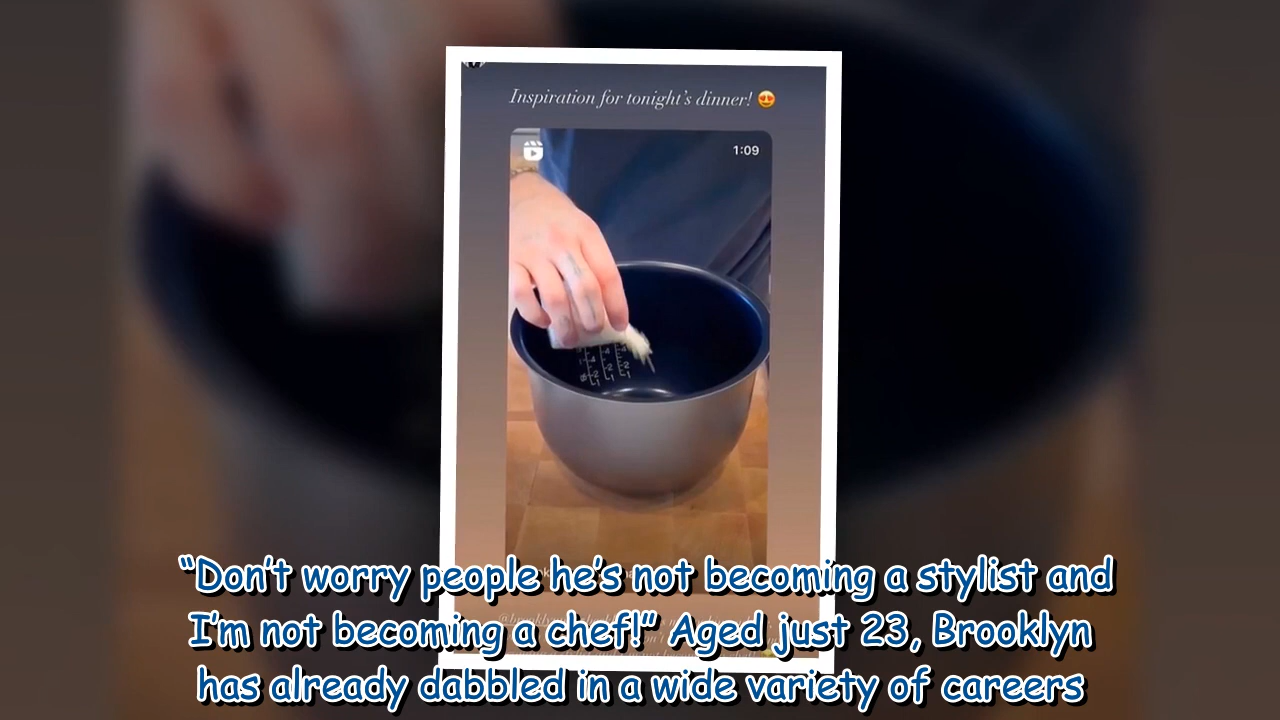 Inspiration for tonight's dinner! 😍
1:09
“Don't worry people he's not becoming a stylist and
I'm not becoming a chef!” Aged just 23, Brooklyn
has already dabbled in a wide variety of careers